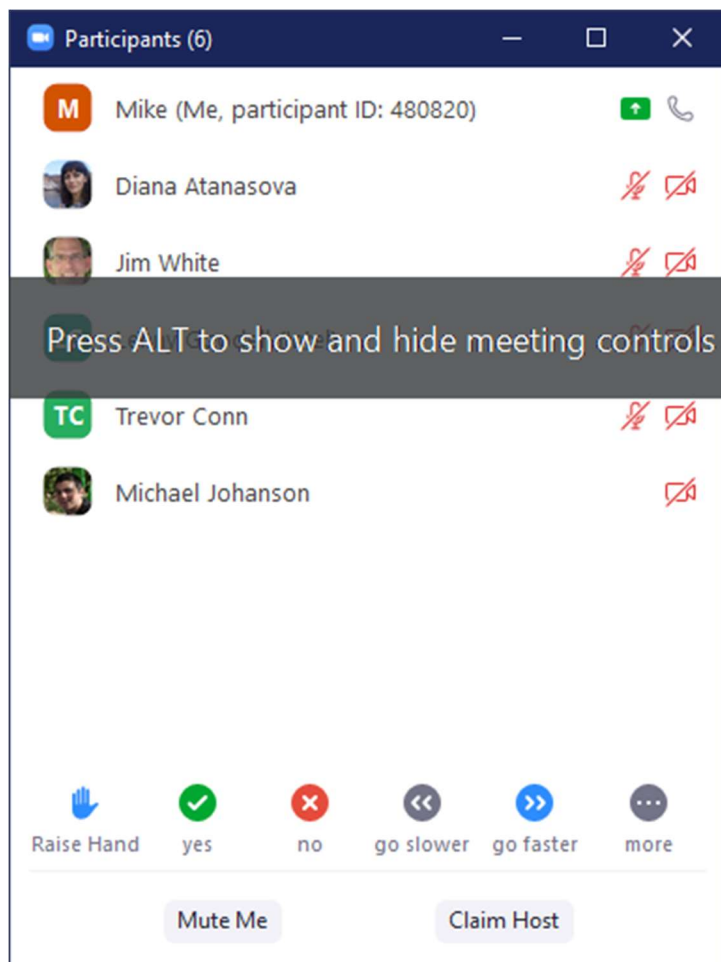 Participants (6)
M
Mike (Me, participant ID: 480820)
Diana Atanasova
Jim White
Press ALT to show and hide meeting controls
TC
Trevor Conn
Michael Johanson
Raise Hand
yes
no
go slower
go faster
more
Mute Me
Claim Host